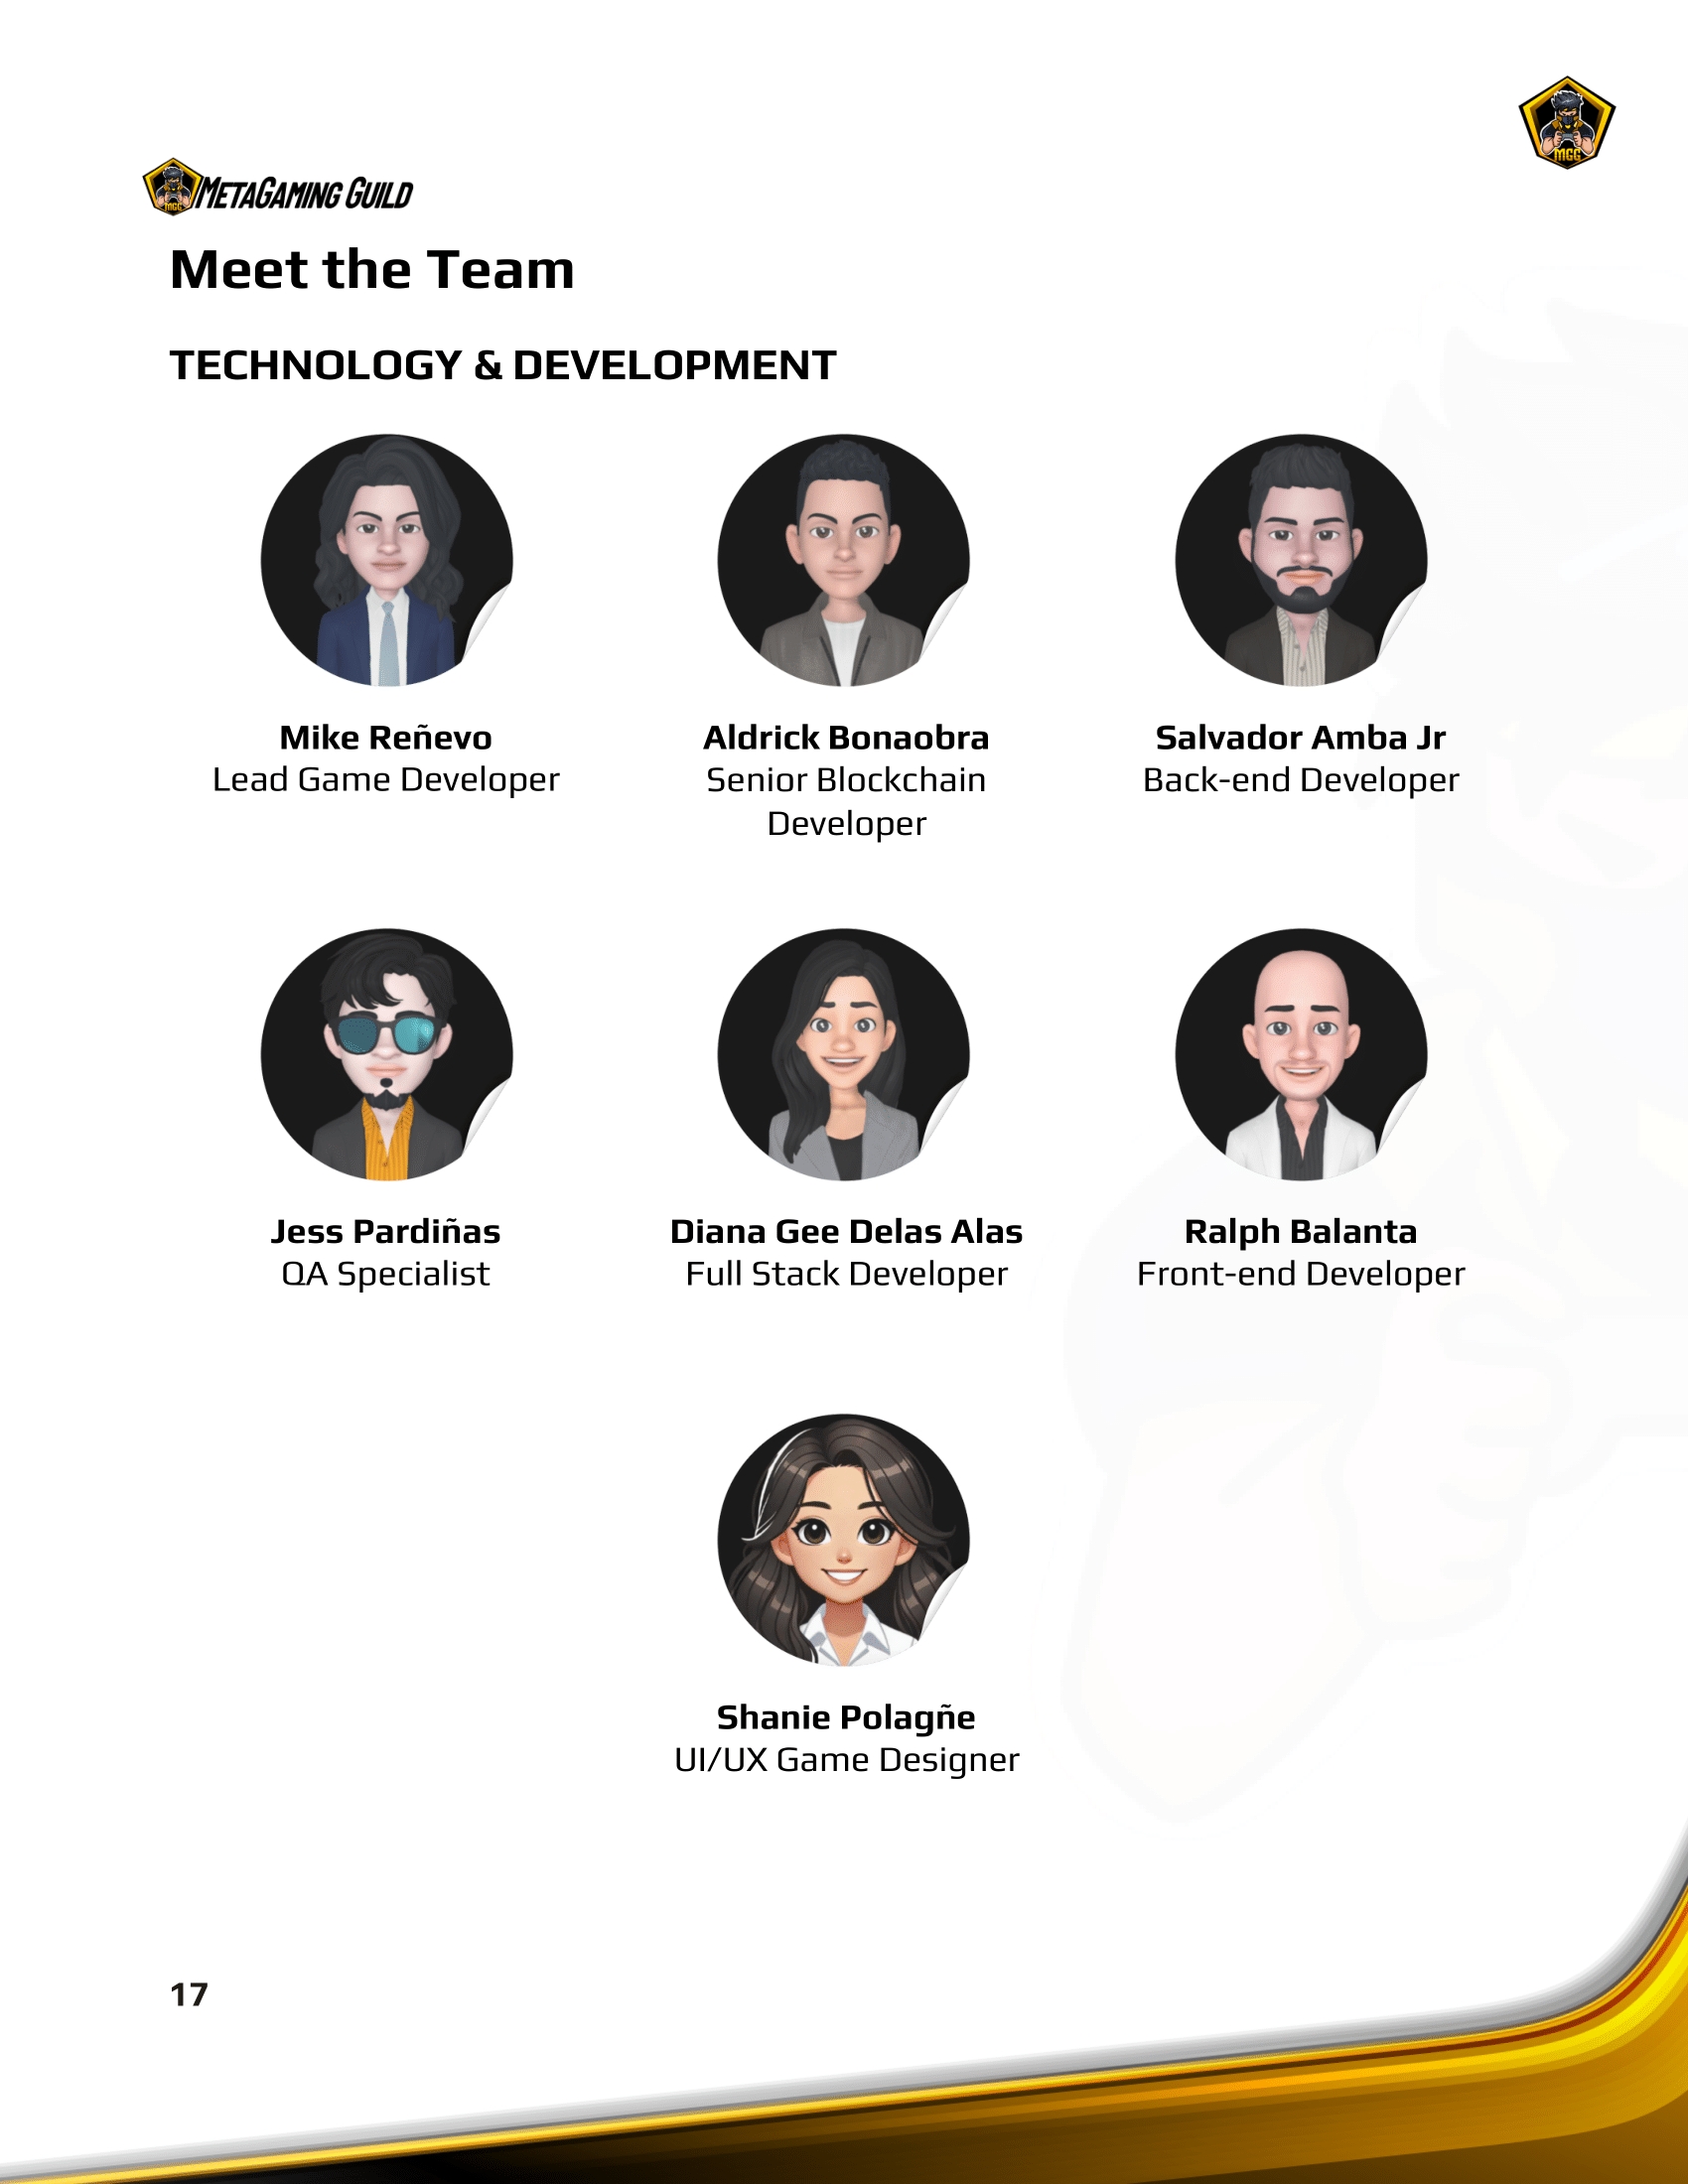 MGG
MGG
METAGAMING GUILD
Meet the Team
TECHNOLOGY & DEVELOPMENT
Mike Reñevo
Lead Game Developer
Aldrick Bonaobra
Senior Blockchain
Developer
Salvador Amba Jr
Back-end Developer
Jess Pardiñas
QA Specialist
Diana Gee Delas Alas
Full Stack Developer
Ralph Balanta
Front-end Developer
Shanie Polagñe
UI/UX Game Designer
17